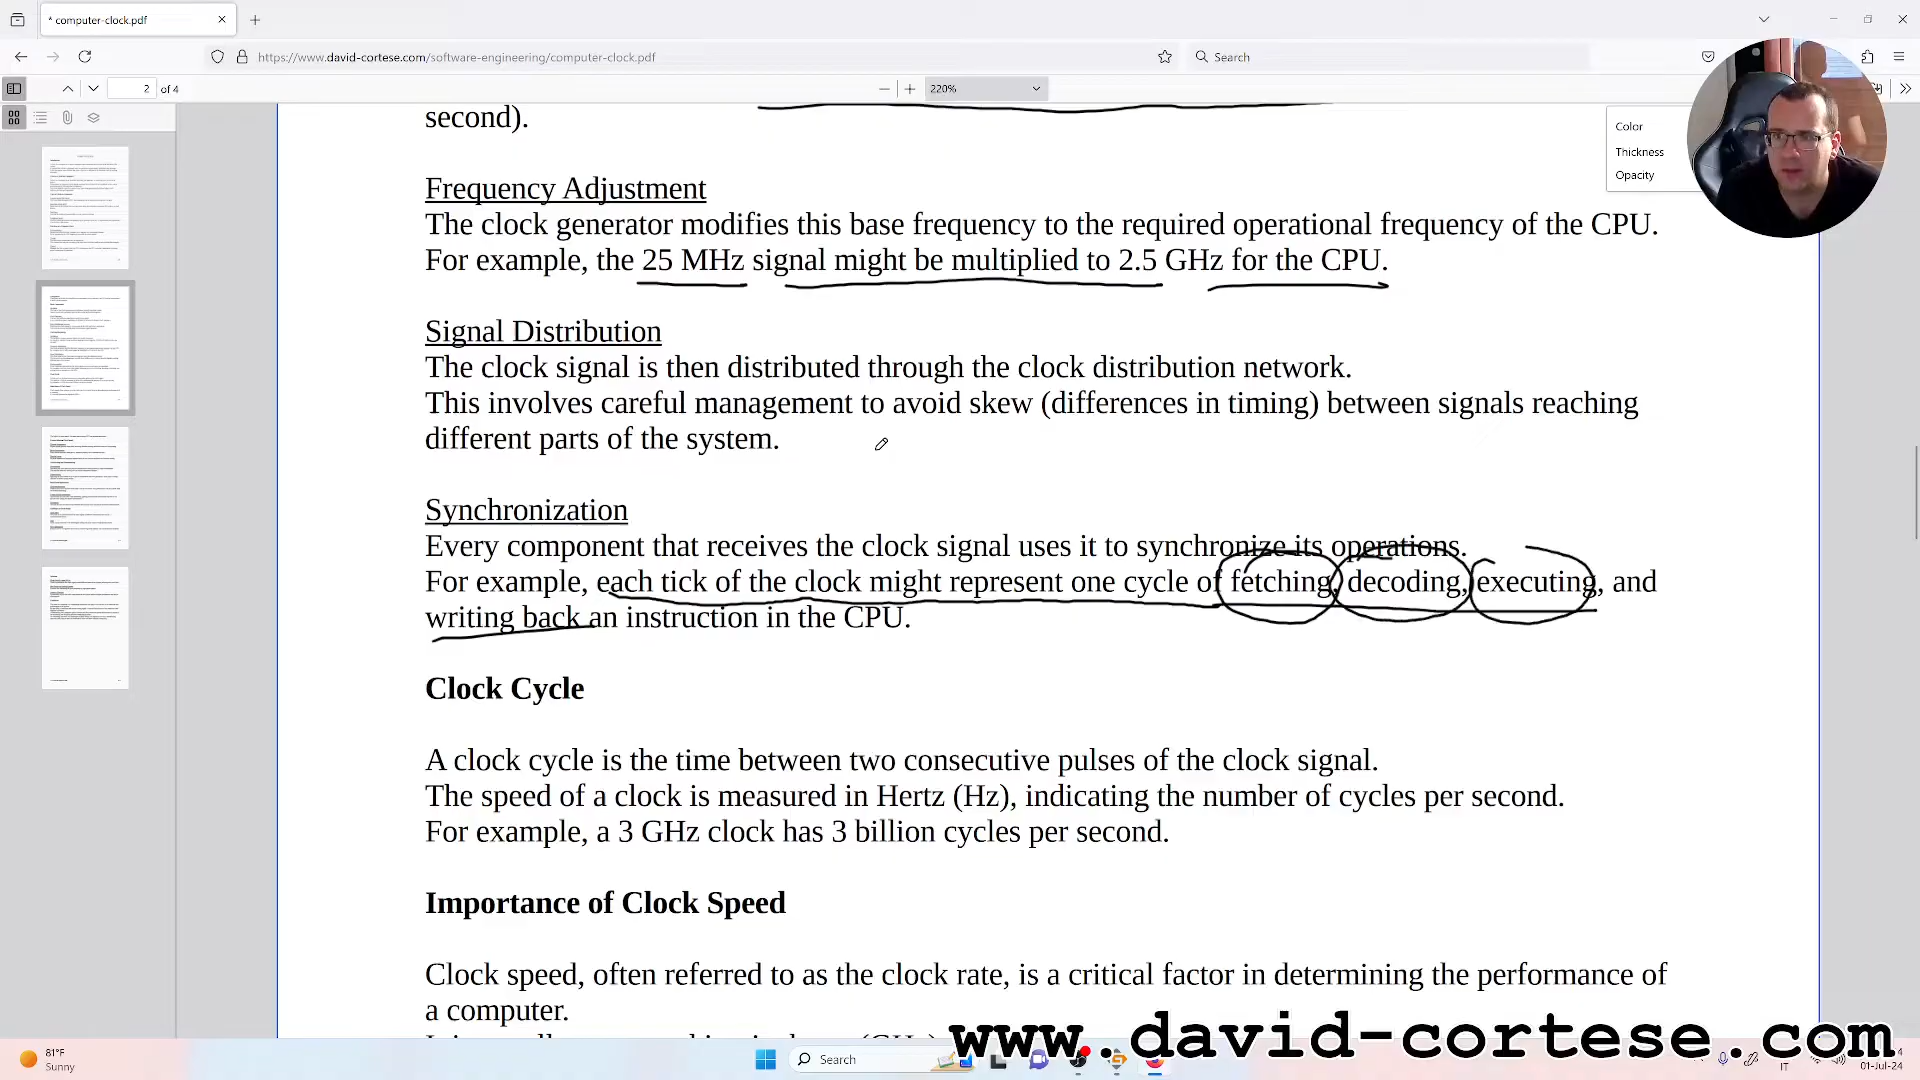 * computer-clock.pdf
https://www.david-cortese.com/software-engineering/computer-clock.pdf
Search
2 of 4
220%
Color
Thickness
Opacity
second).
Frequency Adjustment
The clock generator modifies this base frequency to the required operational frequency of the CPU.
For example, the 25 MHz signal might be multiplied to 2.5 GHz for the CPU.
Signal Distribution
The clock signal is then distributed through the clock distribution network.
This involves careful management to avoid skew (differences in timing) between signals reaching
different parts of the system.
Synchronization
Every component that receives the clock signal uses it to synchronize its operations.
For example, each tick of the clock might represent one cycle of fetching, decoding, executing, and
writing back an instruction in the CPU.
Clock Cycle
A clock cycle is the time between two consecutive pulses of the clock signal.
The speed of a clock is measured in Hertz (Hz), indicating the number of cycles per second.
For example, a 3 GHz clock has 3 billion cycles per second.
Importance of Clock Speed
Clock speed, often referred to as the clock rate, is a critical factor in determining the performance of
a computer.
www.david-cortese.com
81°F
Sunny
Search
IT
01-Jul-24